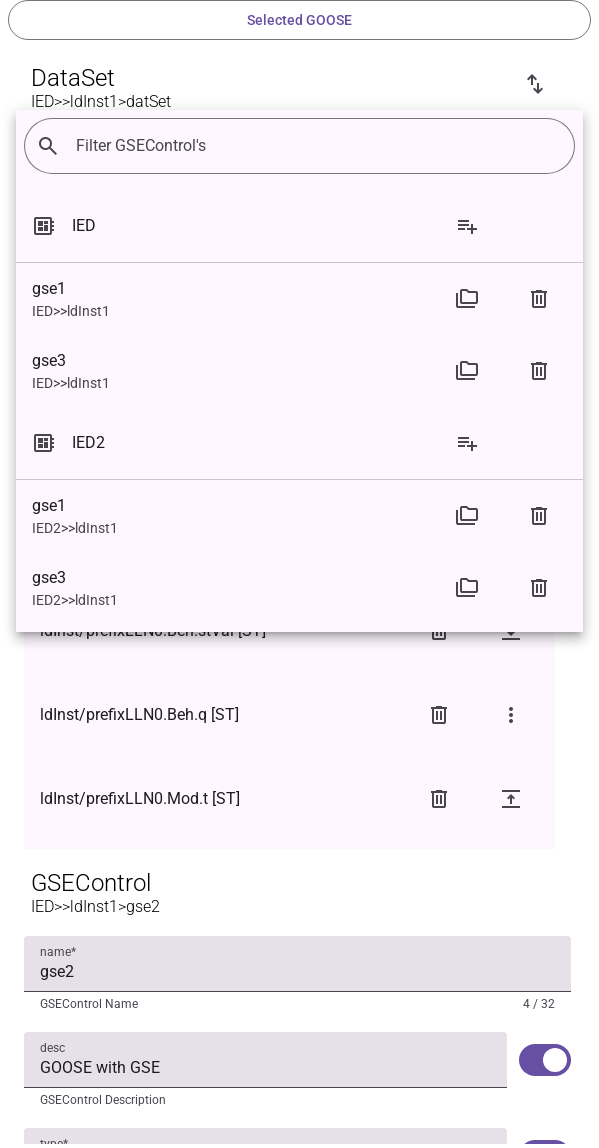 Selected GOOSE
DataSet
IED>>ldInst1>datSet
Filter GSEControl's
IED
gse1
IED>>ldInst1
gse3
IED>>ldInst1
IED2
gse1
IED2>>ldInst1
gse3
IED2>>ldInst1
ldInst/prefixLLN0.Beh.stVal [ST]
ldInst/prefixLLN0.Beh.q [ST]
ldInst/prefixLLN0.Mod.t [ST]
GSEControl
IED>>ldInst1>gse2
name*
gse2
GSEControl Name 4 / 32
desc
GOOSE with GSE
GSEControl Description
type*